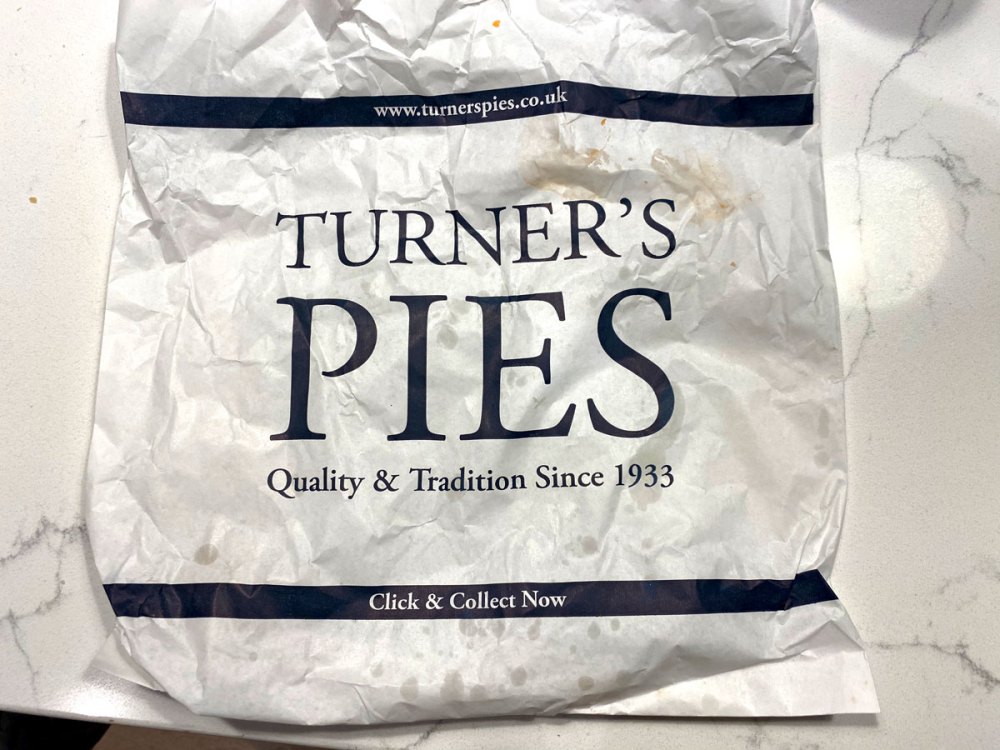 www.turnerspies.co.uk
TURNER'S
PIES
Quality & Tradition Since 1933
Click & Collect Now